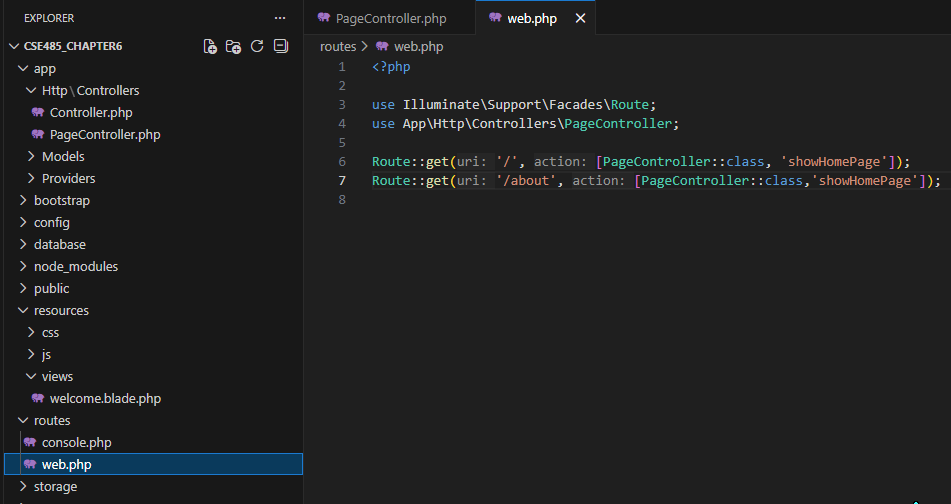 EXPLORER
CSE485_CHAPTER6
app
Http\Controllers
Controller.php
PageController.php
Models
Providers
bootstrap
config
database
node_modules
public
resources
css
js
views
welcome.blade.php
routes
console.php
web.php
storage
PageController.php
web.php
routes > web.php
1 <?php
2
3 use Illuminate\Support\Facades\Route;
4 use App\Http\Controllers\PageController;
5
6 Route::get(uri: '/', action: [PageController::class, 'showHomePage']);
7 Route::get(uri: '/about', action: [PageController::class,'showHomePage']);
8